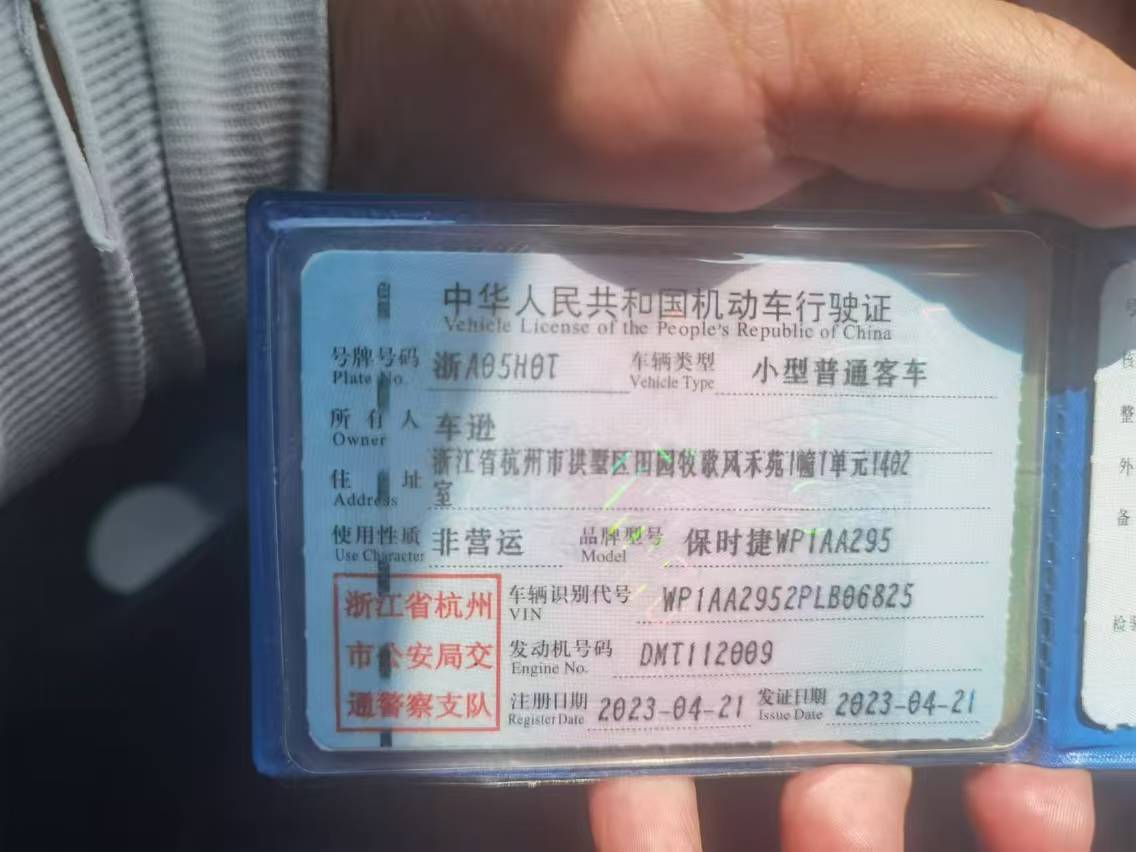 中华人民共和国机动车行驶证
Vehicle License of the People's Republic of China
号牌号码 浙A05H0T 车辆类型 小型普通客车
Plate No. Vehicle Type
所有人 车逊
Owner
住址 浙江省杭州市拱墅区田园牧歌风禾苑1幢1单元1402
室
Address
使用性质 非营运 品牌型号 保时捷WP1AA295
Use Character Model
浙江省杭州
市公安局交
通警察支队
车辆识别代号 WP1AA2952PLB06825
VIN
发动机号码 DMT112009
Engine No.
注册日期 2023-04-21 发证日期 2023-04-21
Register Date Issue Date
号
整
外
备
检验